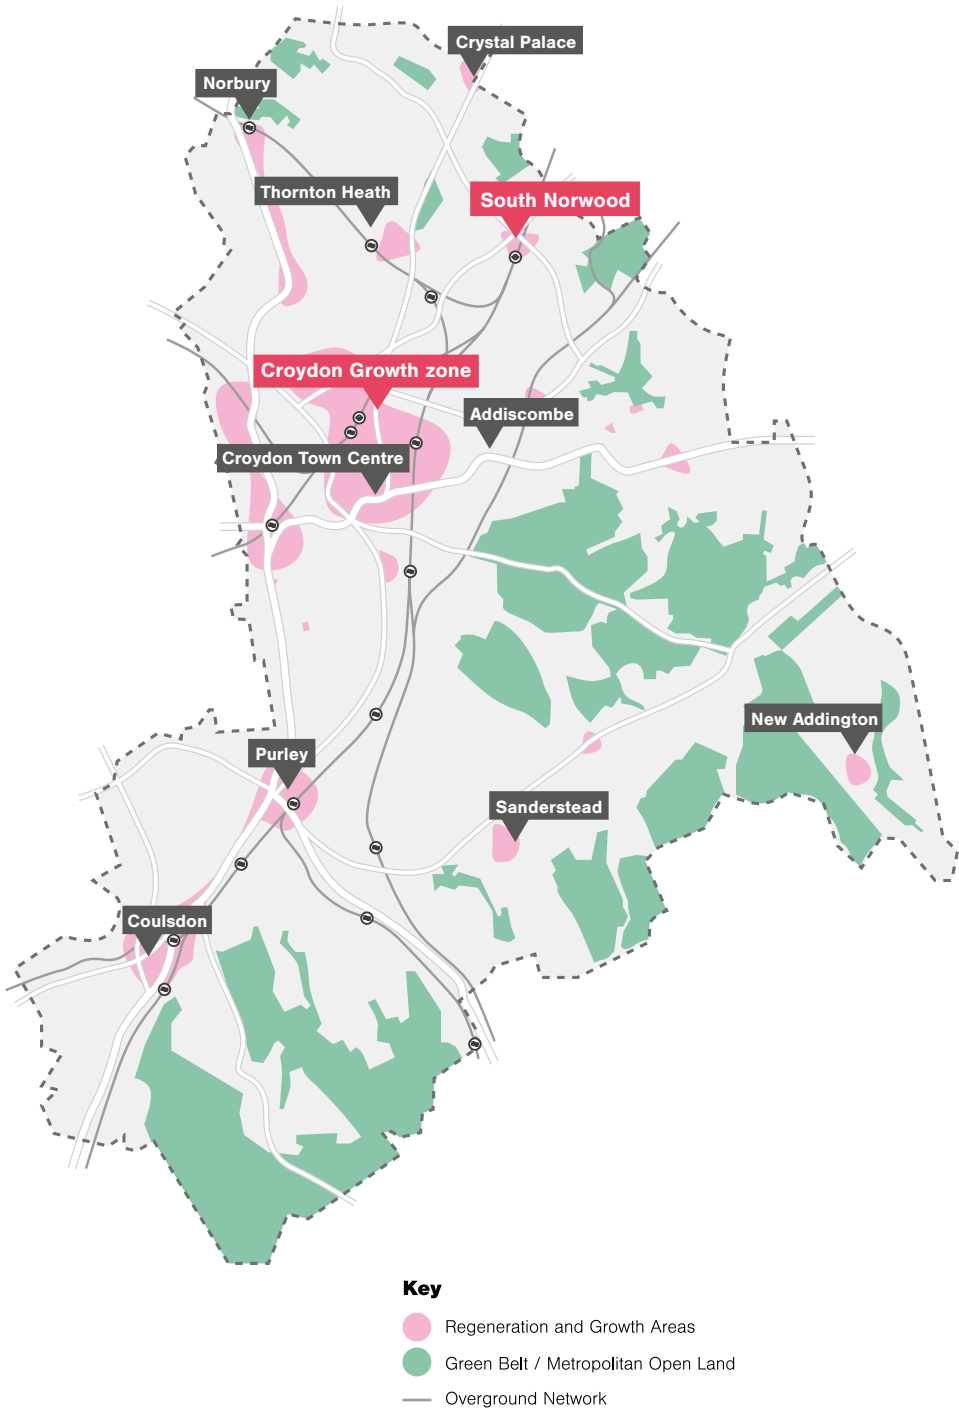 Crystal Palace
Norbury
Thornton Heath
South Norwood
Croydon Growth zone
Addiscombe
Croydon Town Centre
New Addington
Purley
Sanderstead
Coulsdon
Key
Regeneration and Growth Areas
Green Belt / Metropolitan Open Land
Overground Network